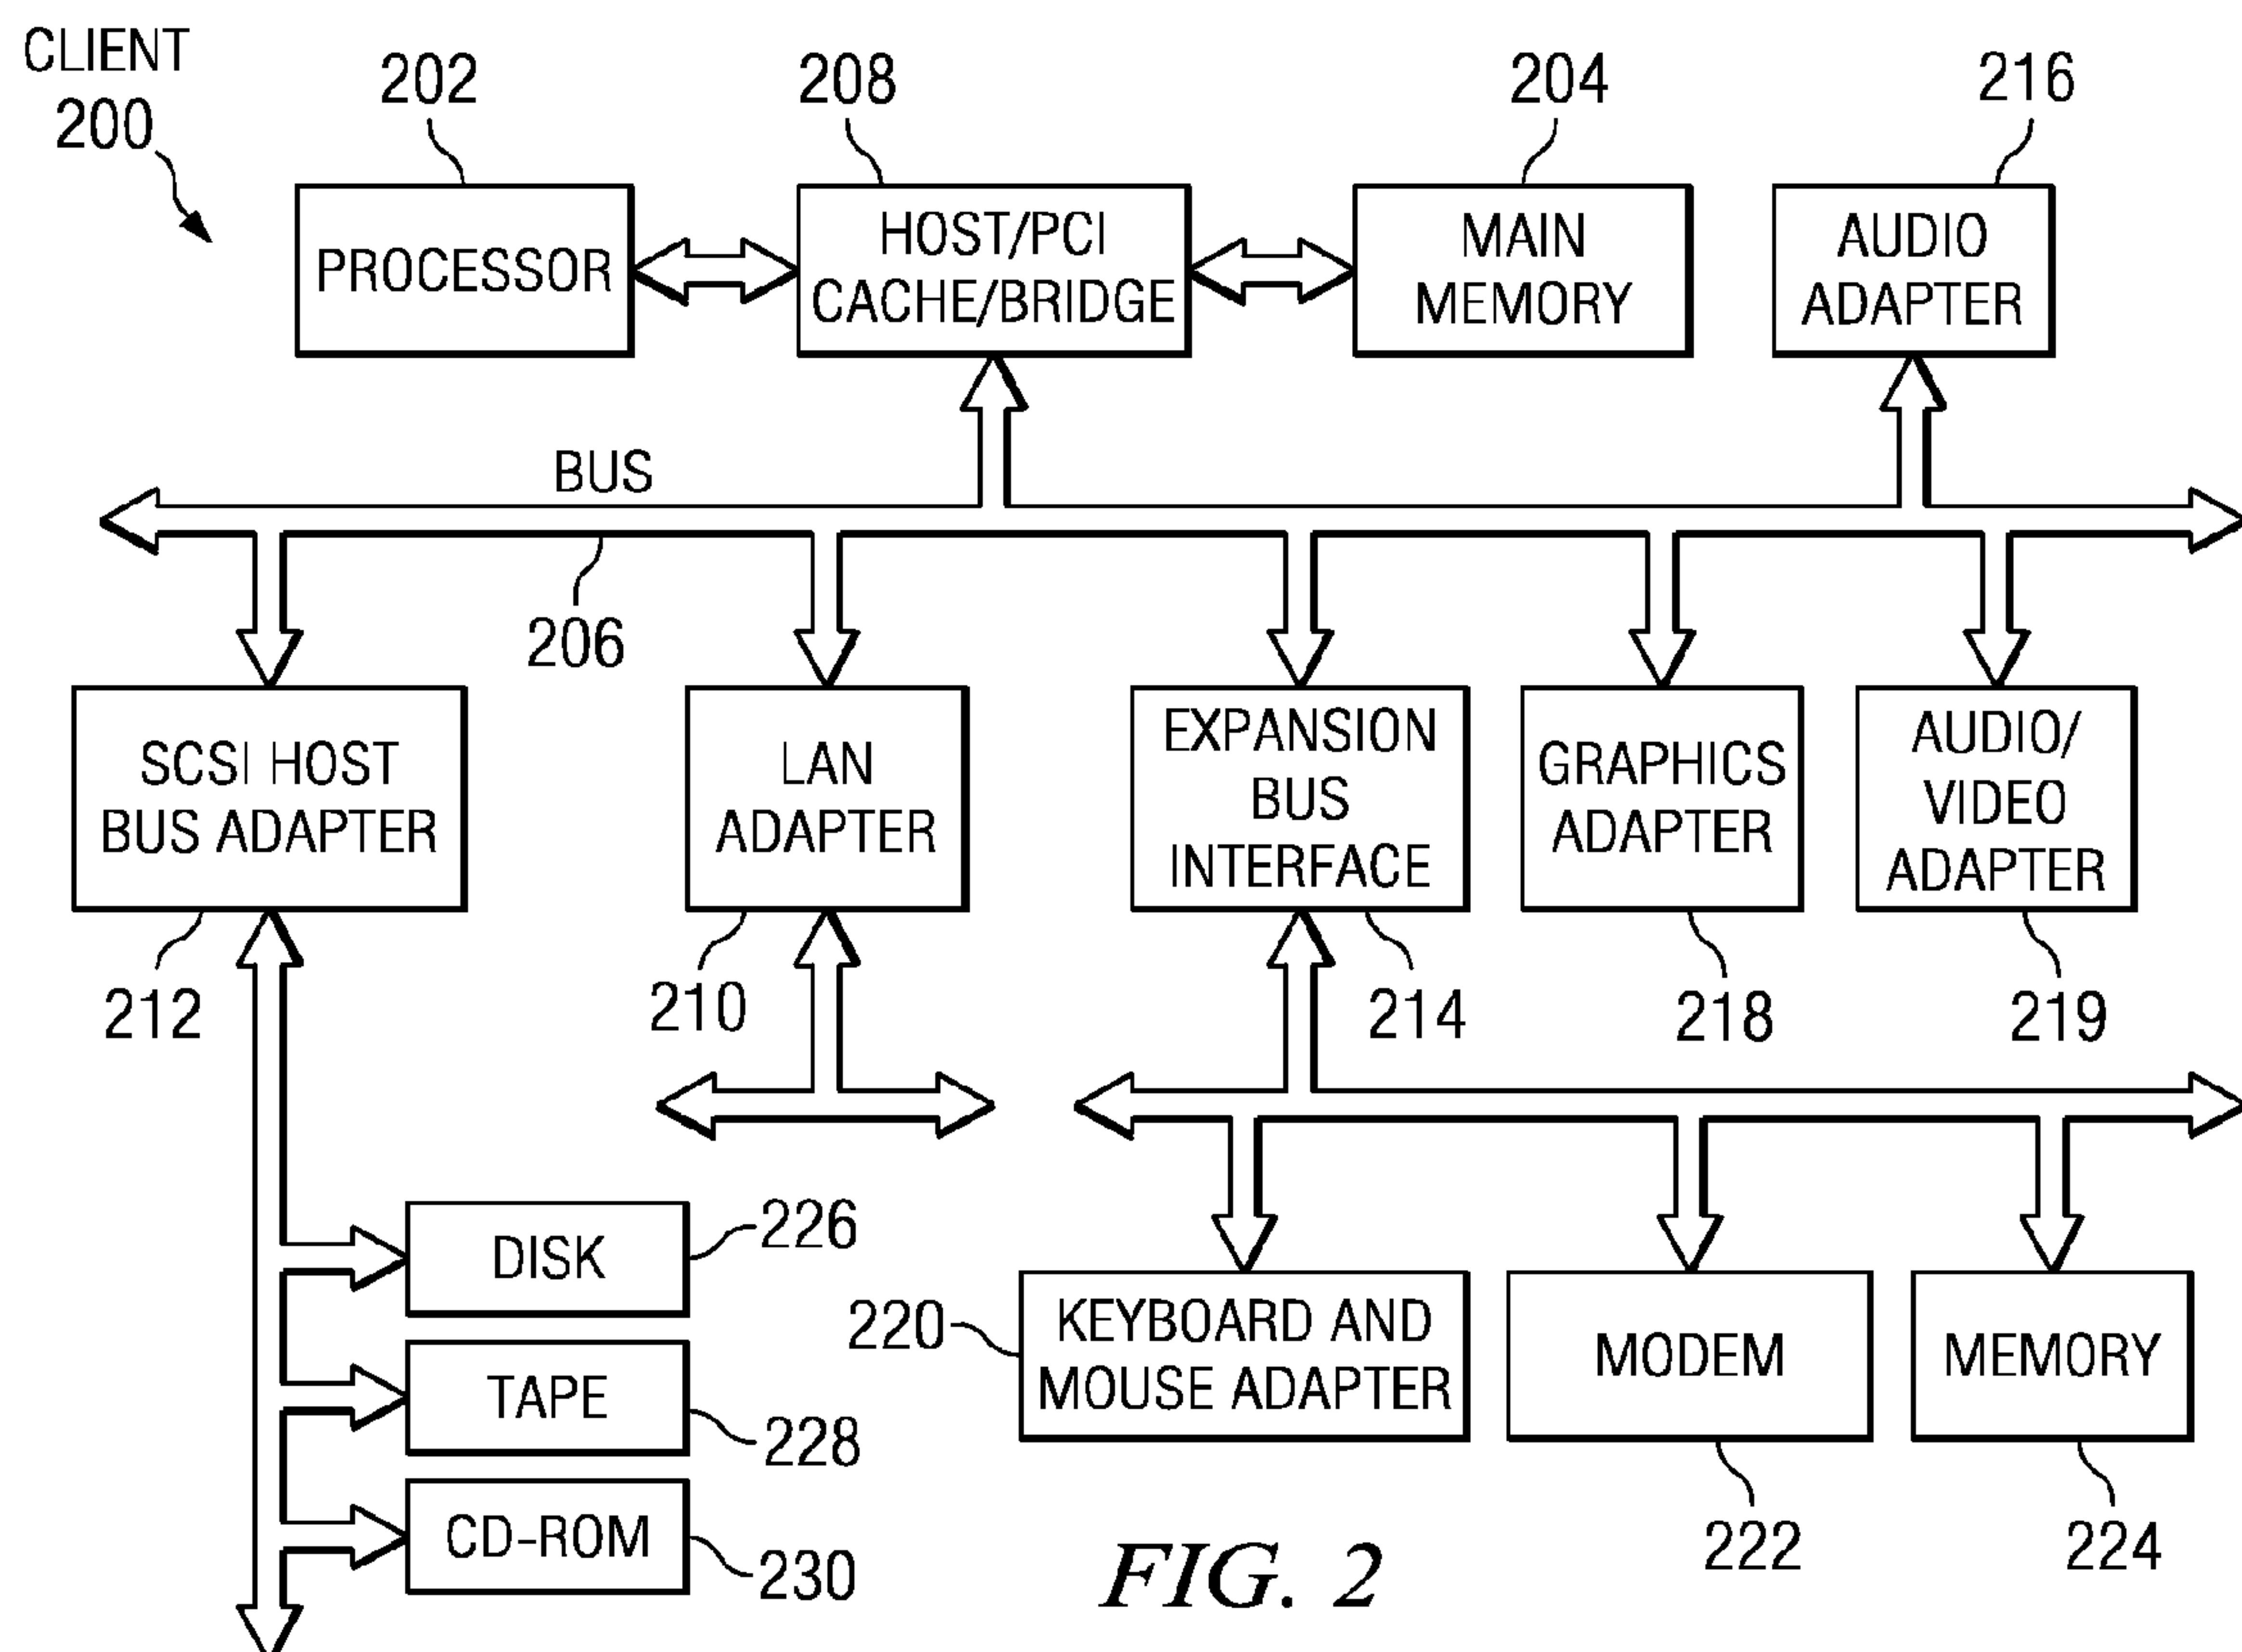 CLIENT
200
202
208
204
216
PROCESSOR
HOST/PCI
CACHE/BRIDGE
MAIN
MEMORY
AUDIO
ADAPTER
BUS
206
SCSI HOST
BUS ADAPTER
LAN
ADAPTER
EXPANSION
BUS
INTERFACE
GRAPHICS
ADAPTER
AUDIO/
VIDEO
ADAPTER
212
210
214
218
219
DISK
226
TAPE
228
CD-ROM
230
220
KEYBOARD AND
MOUSE ADAPTER
MODEM
MEMORY
222
224
FIG. 2